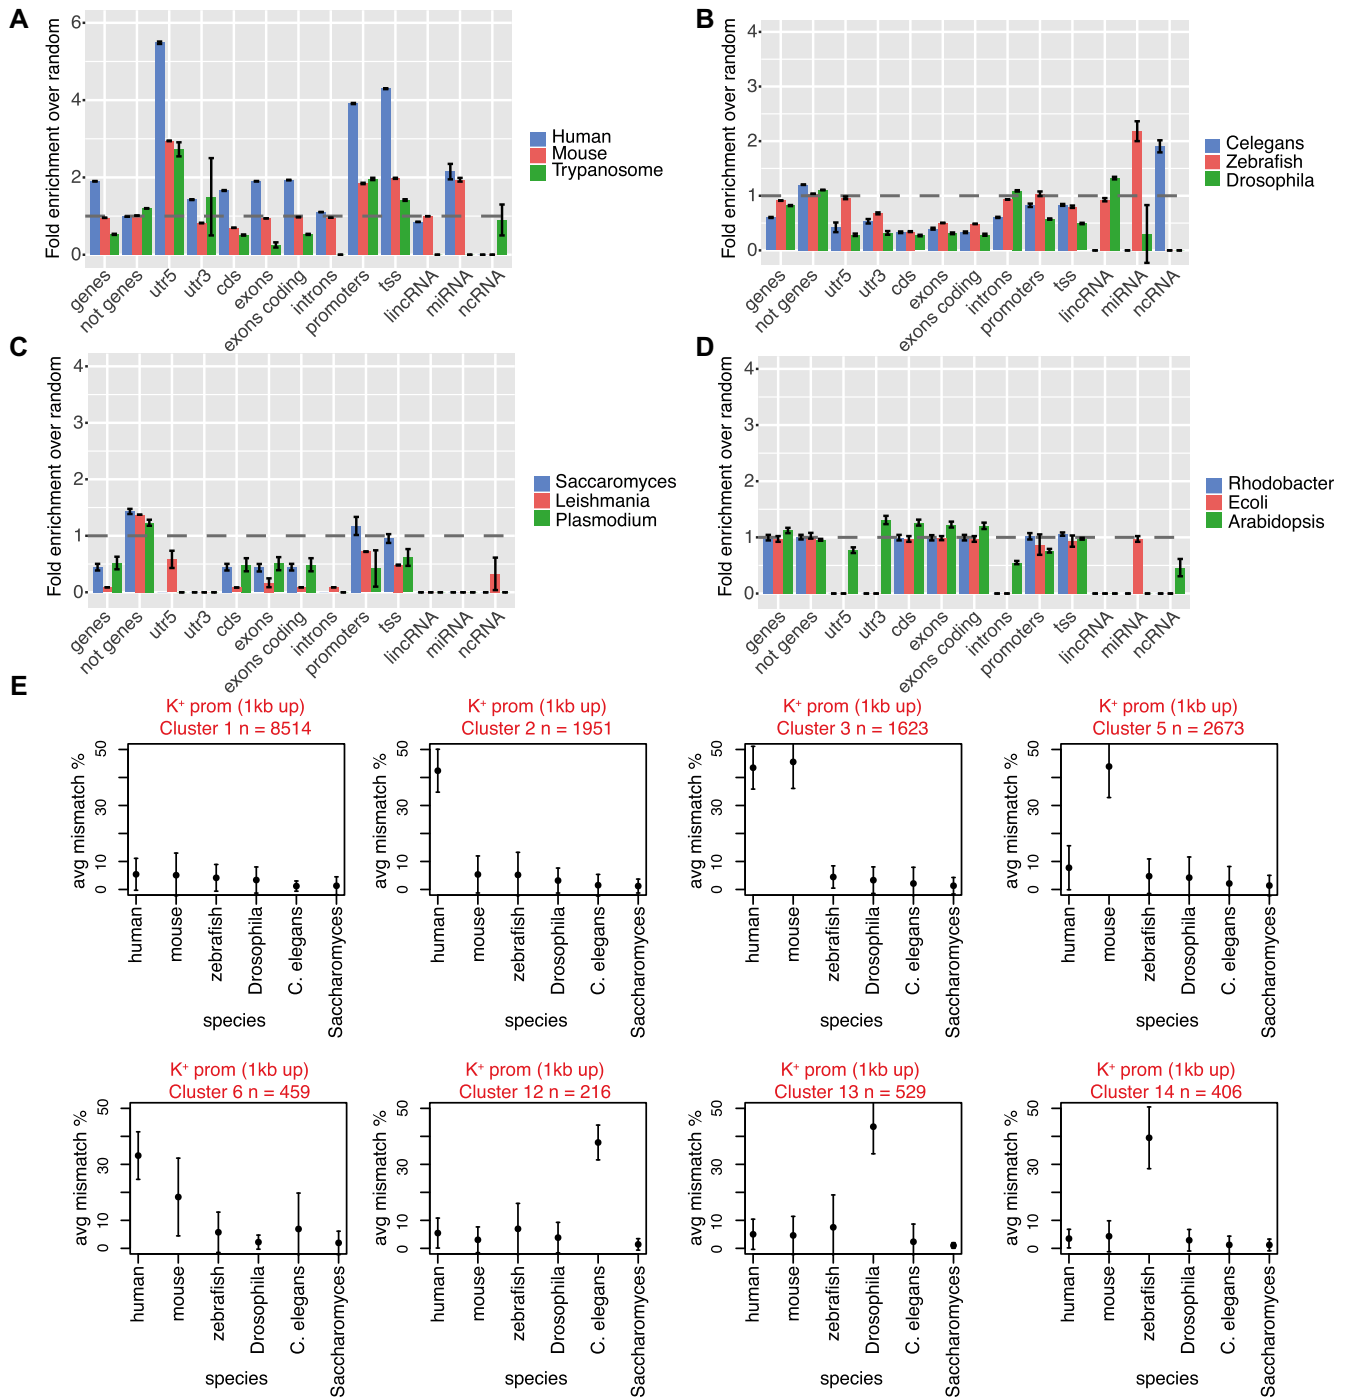 A
Fold enrichment over random
6
4
2
0
genes
not genes
utr5
utr3
cds
exons
exons coding
introns
promoters
tss
lincRNA
miRNA
ncRNA
Human
Mouse
Trypanosome
B
Fold enrichment over random
4
3
2
1
0
genes
not genes
utr5
utr3
cds
exons
exons coding
introns
promoters
tss
lincRNA
miRNA
ncRNA
Celegans
Zebrafish
Drosophila
C
Fold enrichment over random
4
3
2
1
0
genes
not genes
utr5
utr3
cds
exons
exons coding
introns
promoters
tss
lincRNA
miRNA
ncRNA
Saccaromyces
Leishmania
Plasmodium
D
Fold enrichment over random
4
3
2
1
0
genes
not genes
utr5
utr3
cds
exons
exons coding
introns
promoters
tss
lincRNA
miRNA
ncRNA
Rhodobacter
Ecoli
Arabidopsis
E
K⁺ prom (1kb up)
Cluster 1 n = 8514
avg mismatch %
50
30
10
0
human
mouse
zebrafish
Drosophila
C. elegans
Saccharomyces
species
K⁺ prom (1kb up)
Cluster 2 n = 1951
avg mismatch %
50
30
10
0
human
mouse
zebrafish
Drosophila
C. elegans
Saccharomyces
species
K⁺ prom (1kb up)
Cluster 3 n = 1623
avg mismatch %
50
30
10
0
human
mouse
zebrafish
Drosophila
C. elegans
Saccharomyces
species
K⁺ prom (1kb up)
Cluster 5 n = 2673
avg mismatch %
50
30
10
0
human
mouse
zebrafish
Drosophila
C. elegans
Saccharomyces
species
K⁺ prom (1kb up)
Cluster 6 n = 459
avg mismatch %
50
30
10
0
human
mouse
zebrafish
Drosophila
C. elegans
Saccharomyces
species
K⁺ prom (1kb up)
Cluster 12 n = 216
avg mismatch %
50
30
10
0
human
mouse
zebrafish
Drosophila
C. elegans
Saccharomyces
species
K⁺ prom (1kb up)
Cluster 13 n = 529
avg mismatch %
50
30
10
0
human
mouse
zebrafish
Drosophila
C. elegans
Saccharomyces
species
K⁺ prom (1kb up)
Cluster 14 n = 406
avg mismatch %
50
30
10
0
human
mouse
zebrafish
Drosophila
C. elegans
Saccharomyces
species